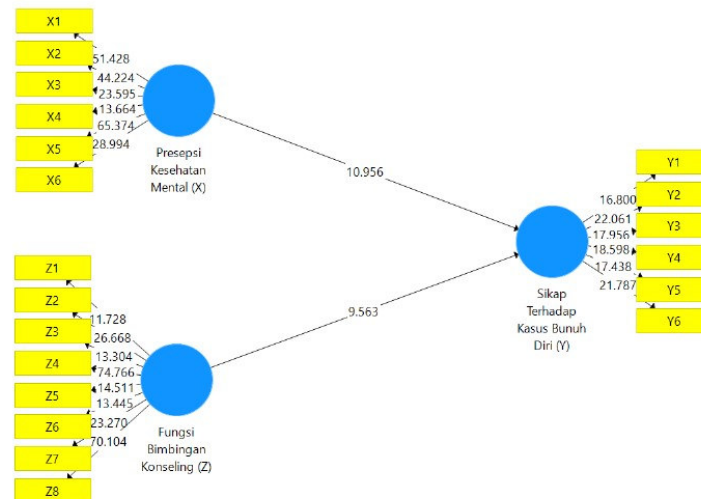 X1
X2
X3
X4
X5
X6
51.428
44.224
23.595
13.664
65.374
28.994
Presepsi
Kesehatan
Mental (X)
10.956
Z1
Z2
Z3
Z4
Z5
Z6
Z7
Z8
11.728
26.668
13.304
74.766
14.511
13.445
23.270
70.104
Fungsi
Bimbingan
Konseling (Z)
9.563
Sikap
Terhadap
Kasus Bunuh
Diri (Y)
16.800
22.061
17.956
18.598
17.438
21.787
Y1
Y2
Y3
Y4
Y5
Y6